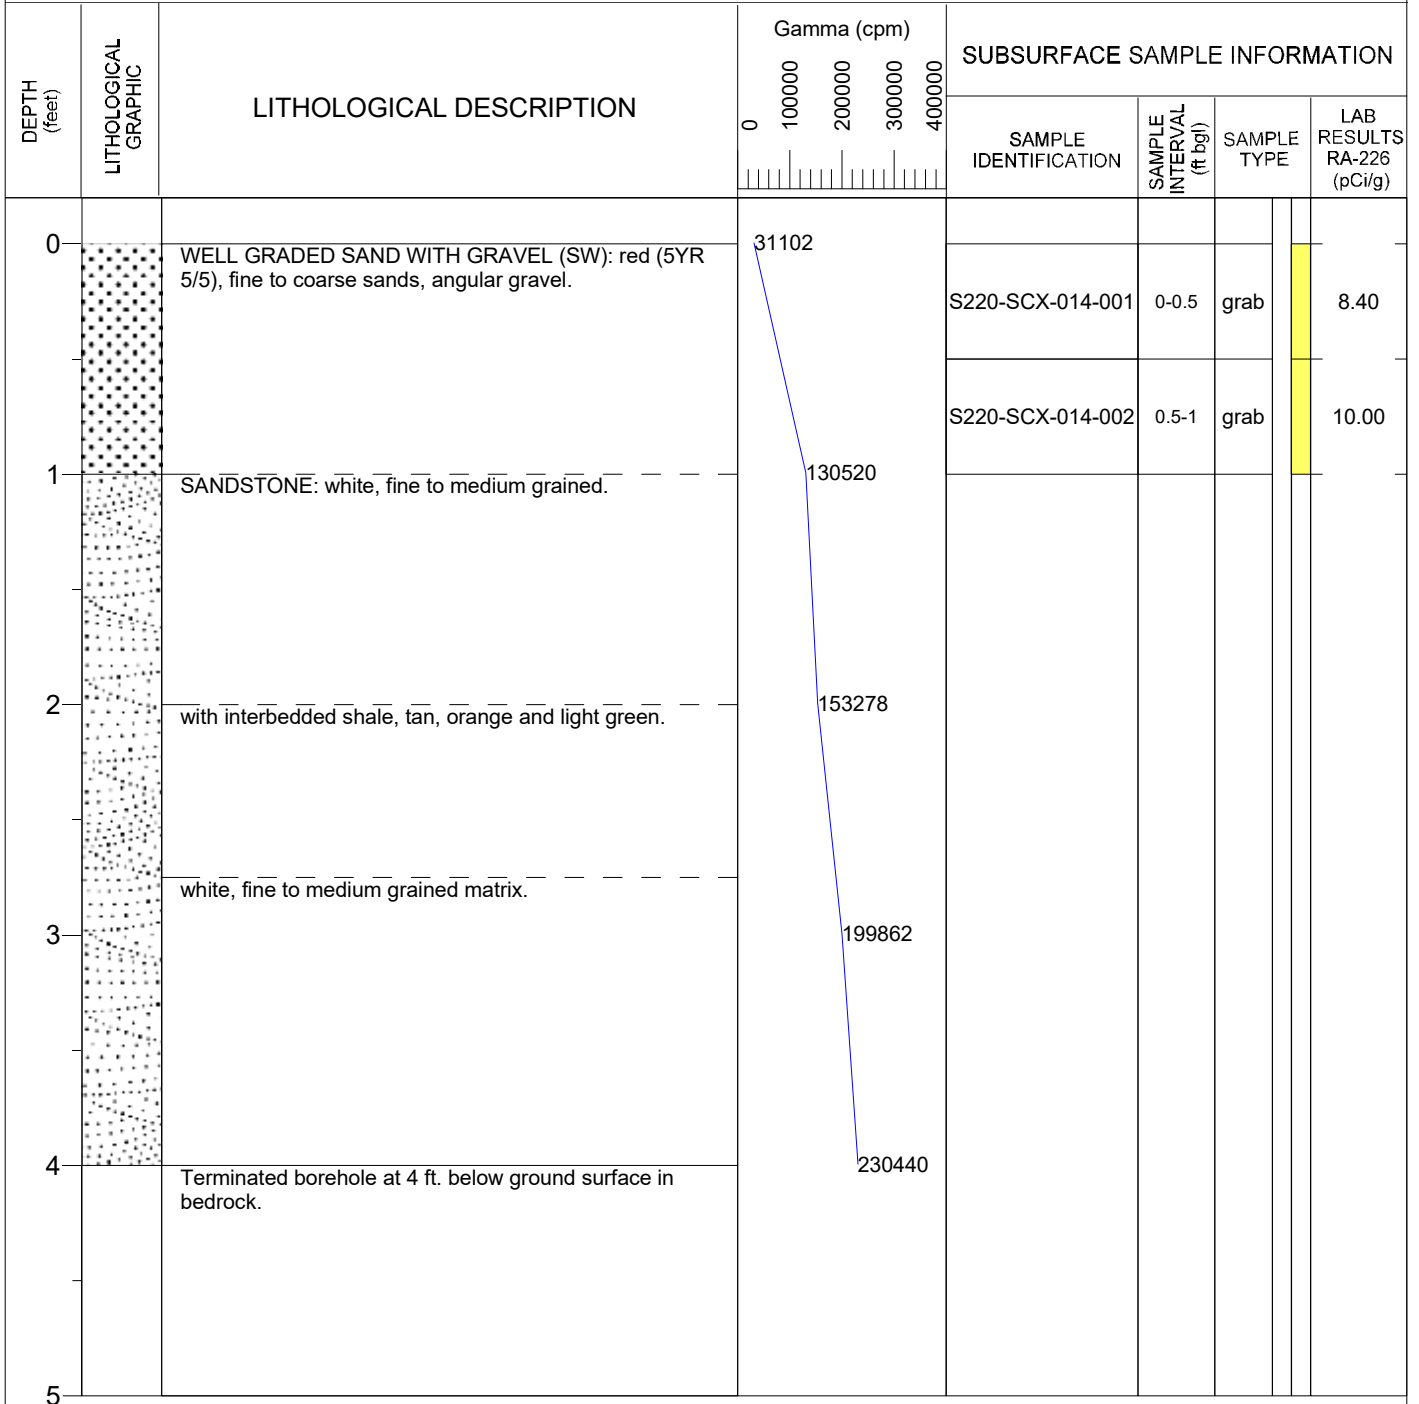 DEPTH
(feet)
LITHOLOGICAL
GRAPHIC
LITHOLOGICAL DESCRIPTION
Gamma (cpm)
0
100000
200000
300000
400000
SUBSURFACE SAMPLE INFORMATION
SAMPLE
IDENTIFICATION
SAMPLE
INTERVAL
(ft bgl)
SAMPLE
TYPE
LAB
RESULTS
RA-226
(pCi/g)
0
WELL GRADED SAND WITH GRAVEL (SW): red (5YR
5/5), fine to coarse sands, angular gravel.
31102
S220-SCX-014-001 0-0.5 grab 8.40
S220-SCX-014-002 0.5-1 grab 10.00
1
SANDSTONE: white, fine to medium grained.
130520
2
with interbedded shale, tan, orange and light green.
153278
white, fine to medium grained matrix.
3
199862
4
Terminated borehole at 4 ft. below ground surface in
bedrock.
230440
5